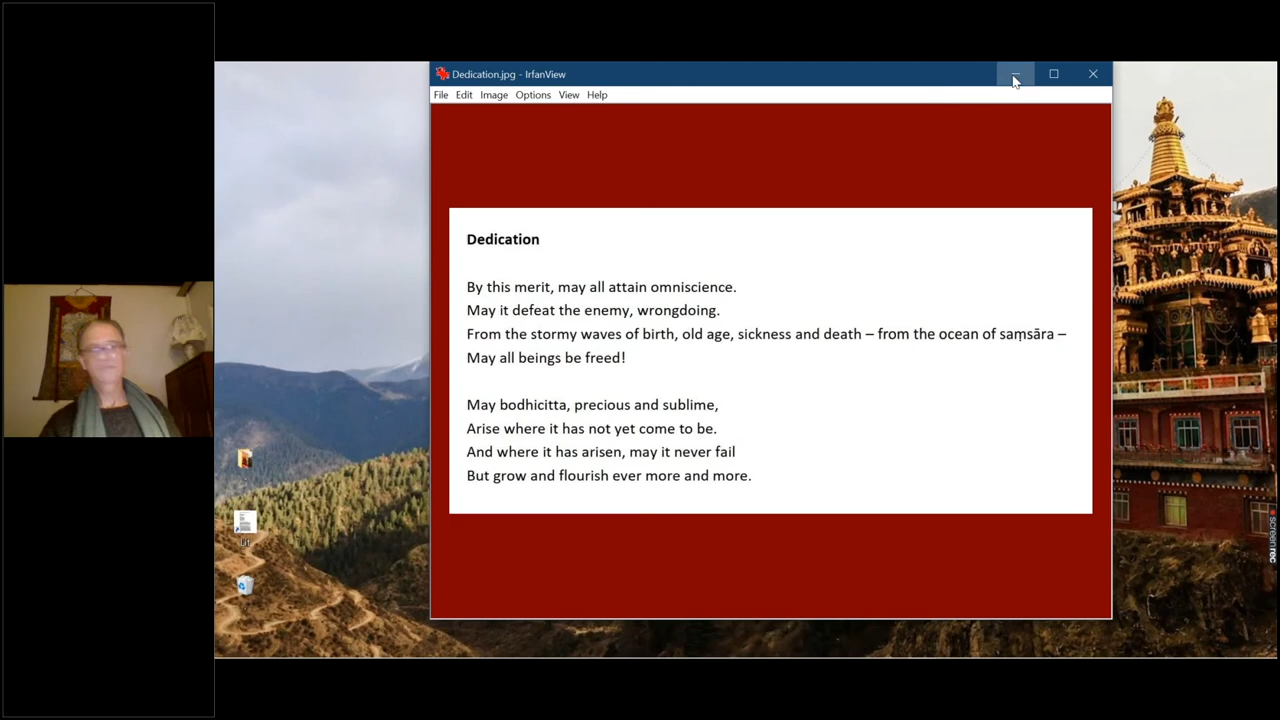 Dedication.jpg - IrfanView
File Edit Image Options View Help
Dedication
By this merit, may all attain omniscience.
May it defeat the enemy, wrongdoing.
From the stormy waves of birth, old age, sickness and death – from the ocean of saṃsāra –
May all beings be freed!
May bodhicitta, precious and sublime,
Arise where it has not yet come to be.
And where it has arisen, may it never fail
But grow and flourish ever more and more.
Lit
screenrec